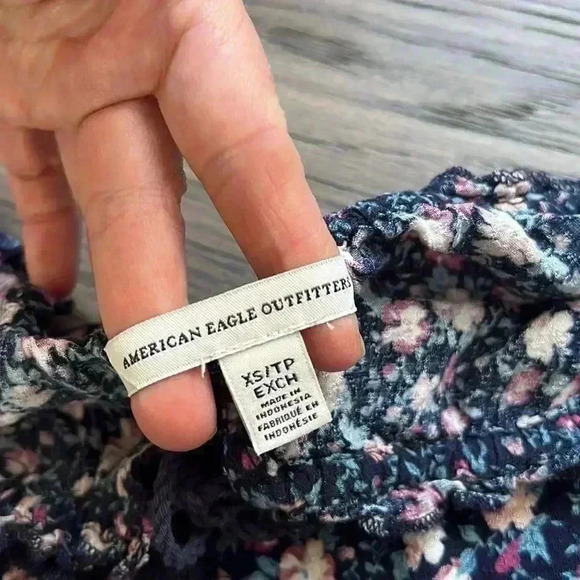 AMERICAN EAGLE OUTFITTERS
XS/TP
EXCH
MADE IN
INDONESIA
FABRIQUÉ EN
INDONÉSIE